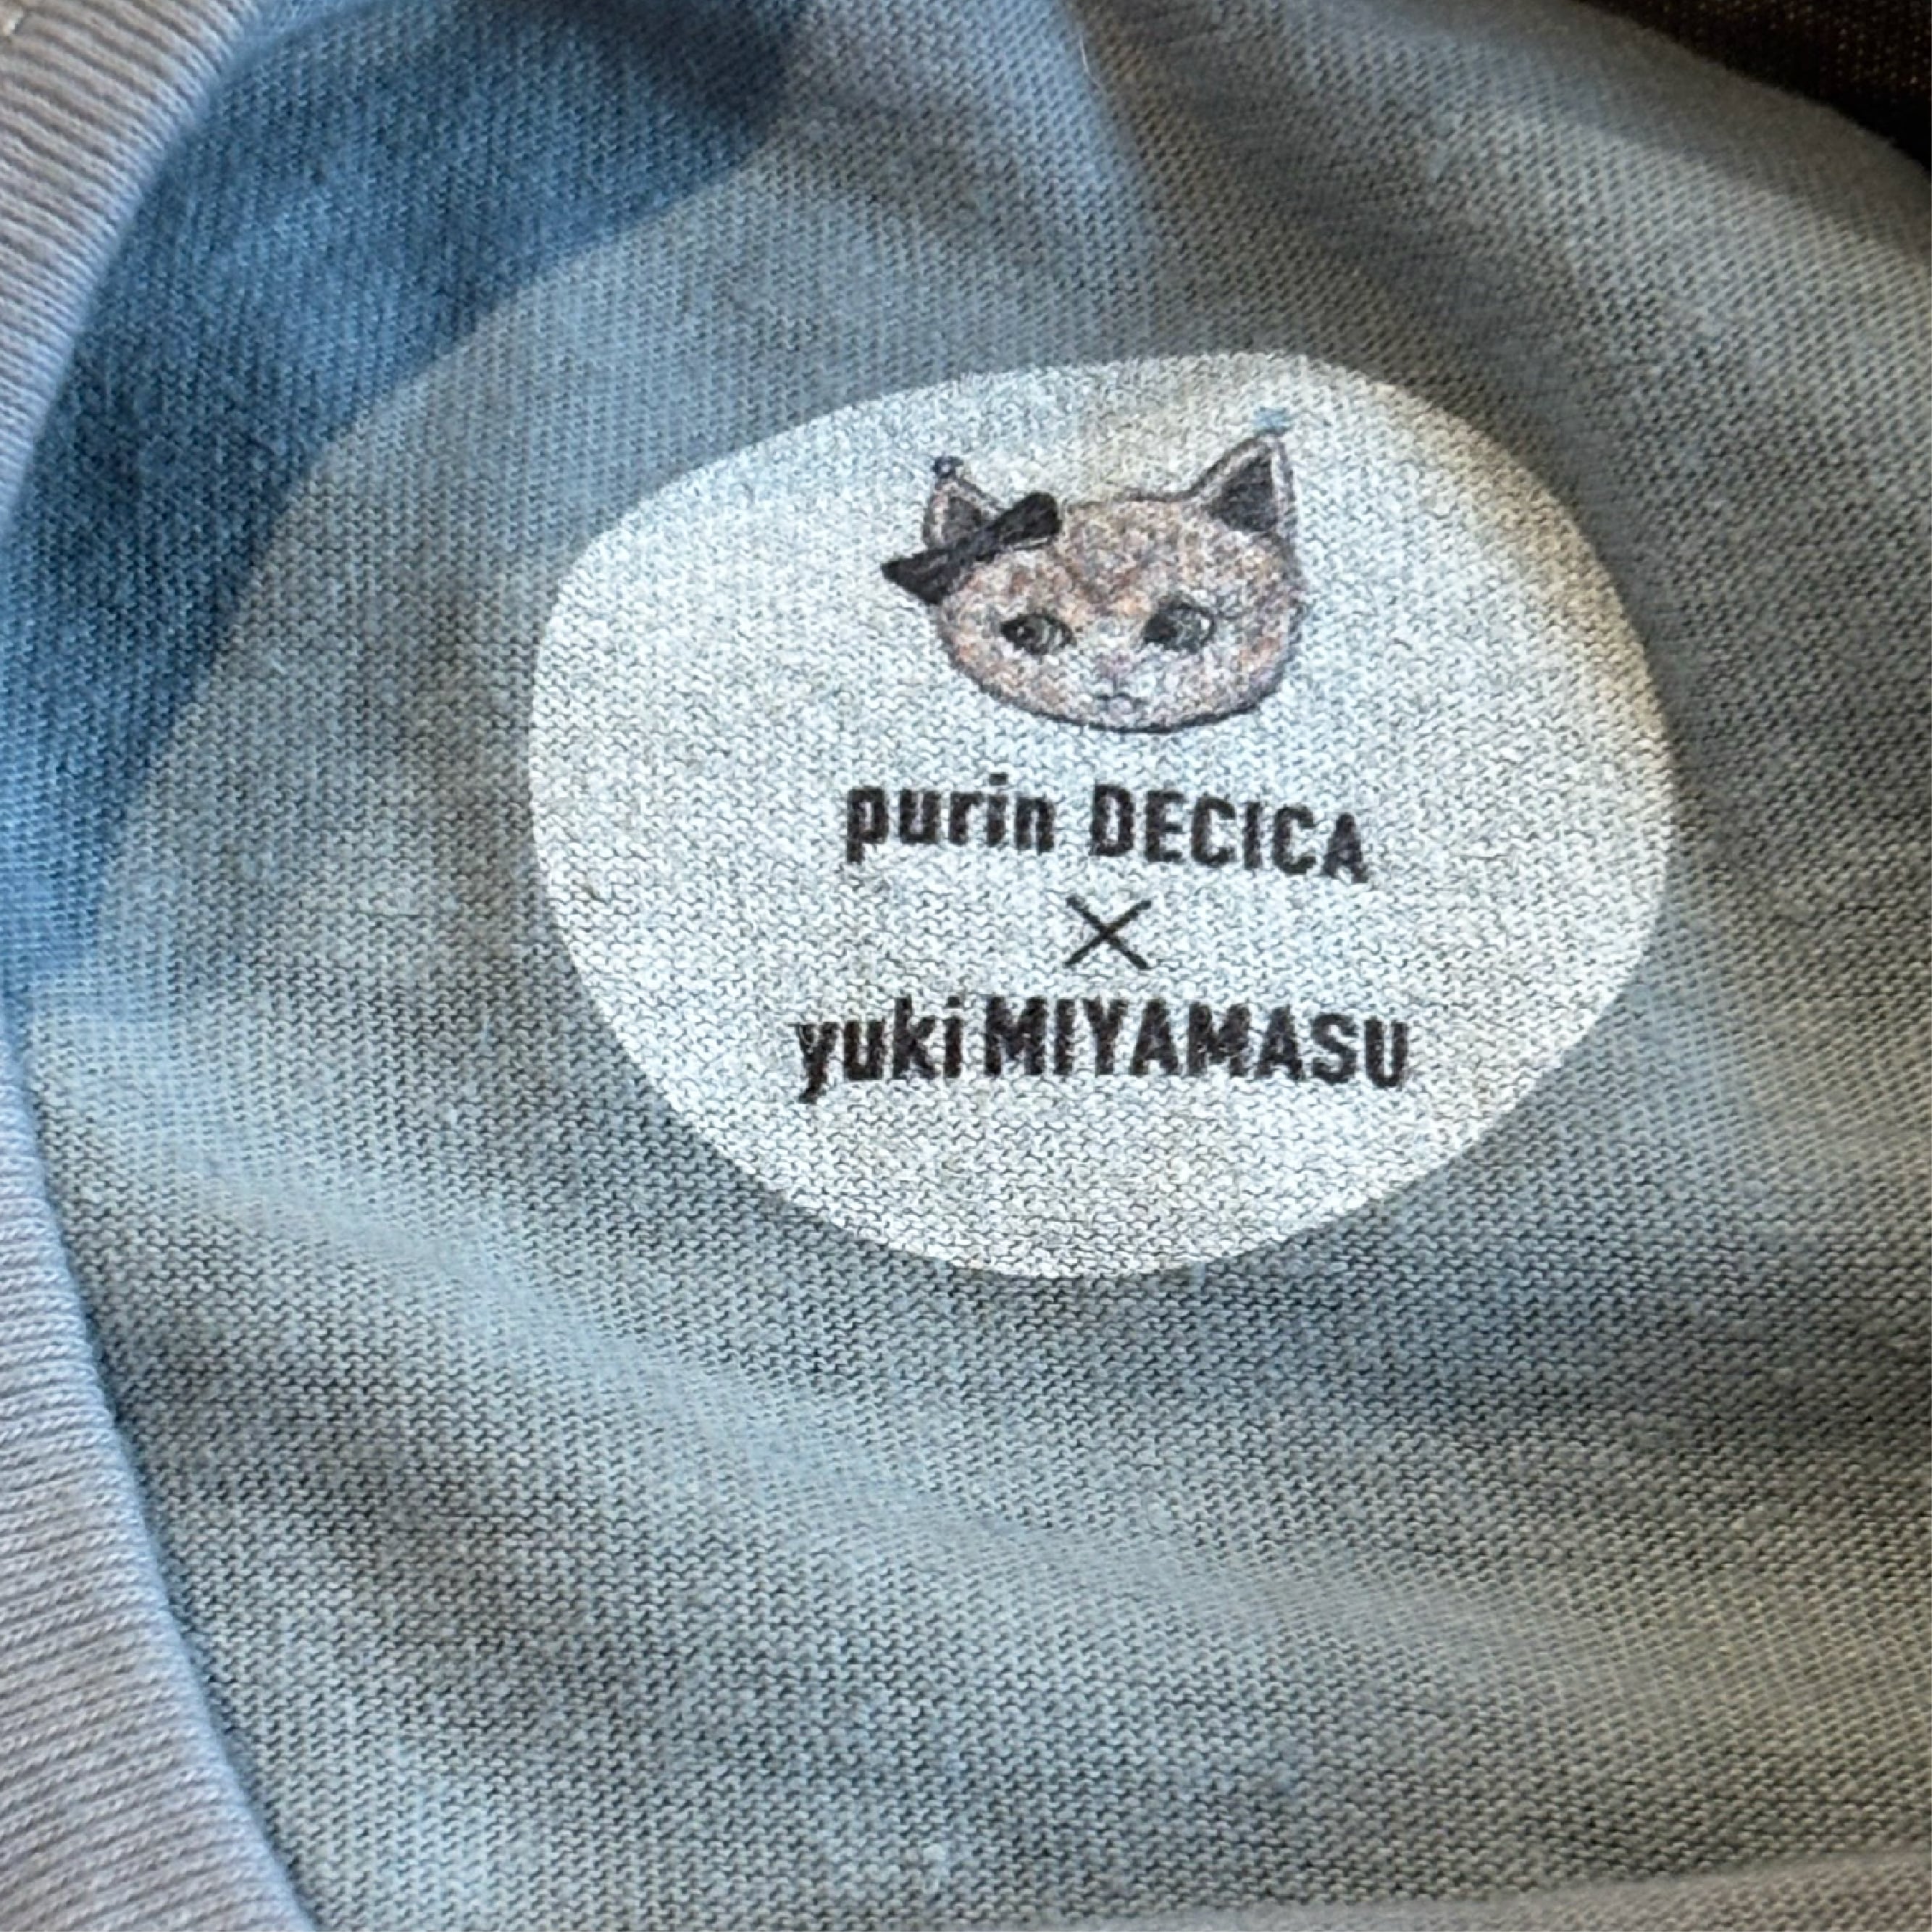 purin DECICA
×
yuki MIYAMASU